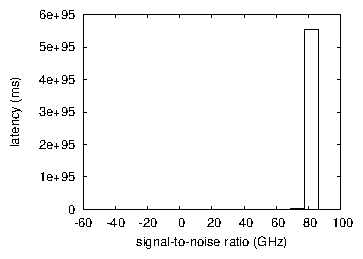 6e+95
5e+95
4e+95
3e+95
2e+95
1e+95
0
-60 -40 -20 0 20 40 60 80 100
latency (ms)
signal-to-noise ratio (GHz)